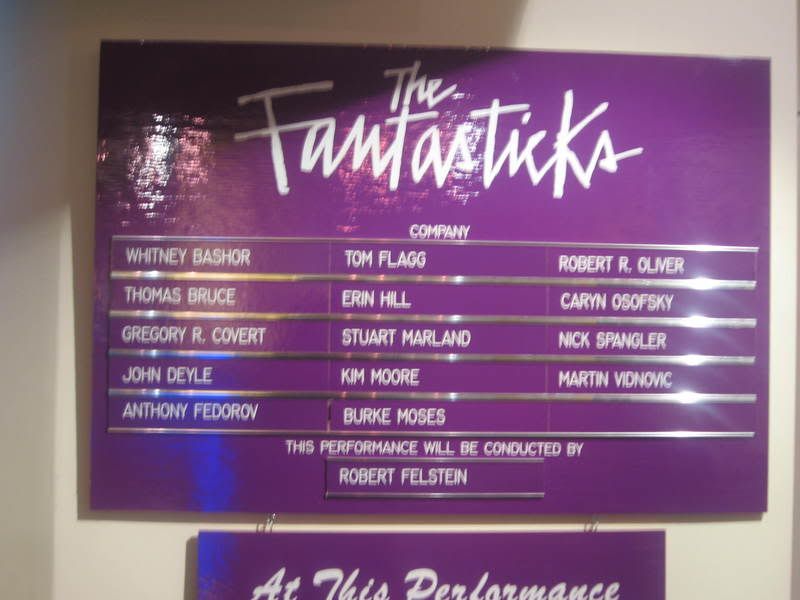 The
Fantasticks
COMPANY
WHITNEY BASHOR TOM FLAGG ROBERT R. OLIVER
THOMAS BRUCE ERIN HILL CARYN OSOFSKY
GREGORY R. COVERT STUART MARLAND NICK SPANGLER
JOHN DEYLE KIM MOORE MARTIN VIDNOVIC
ANTHONY FEDOROV BURKE MOSES
THIS PERFORMANCE WILL BE CONDUCTED BY
ROBERT FELSTEIN
At This Performance